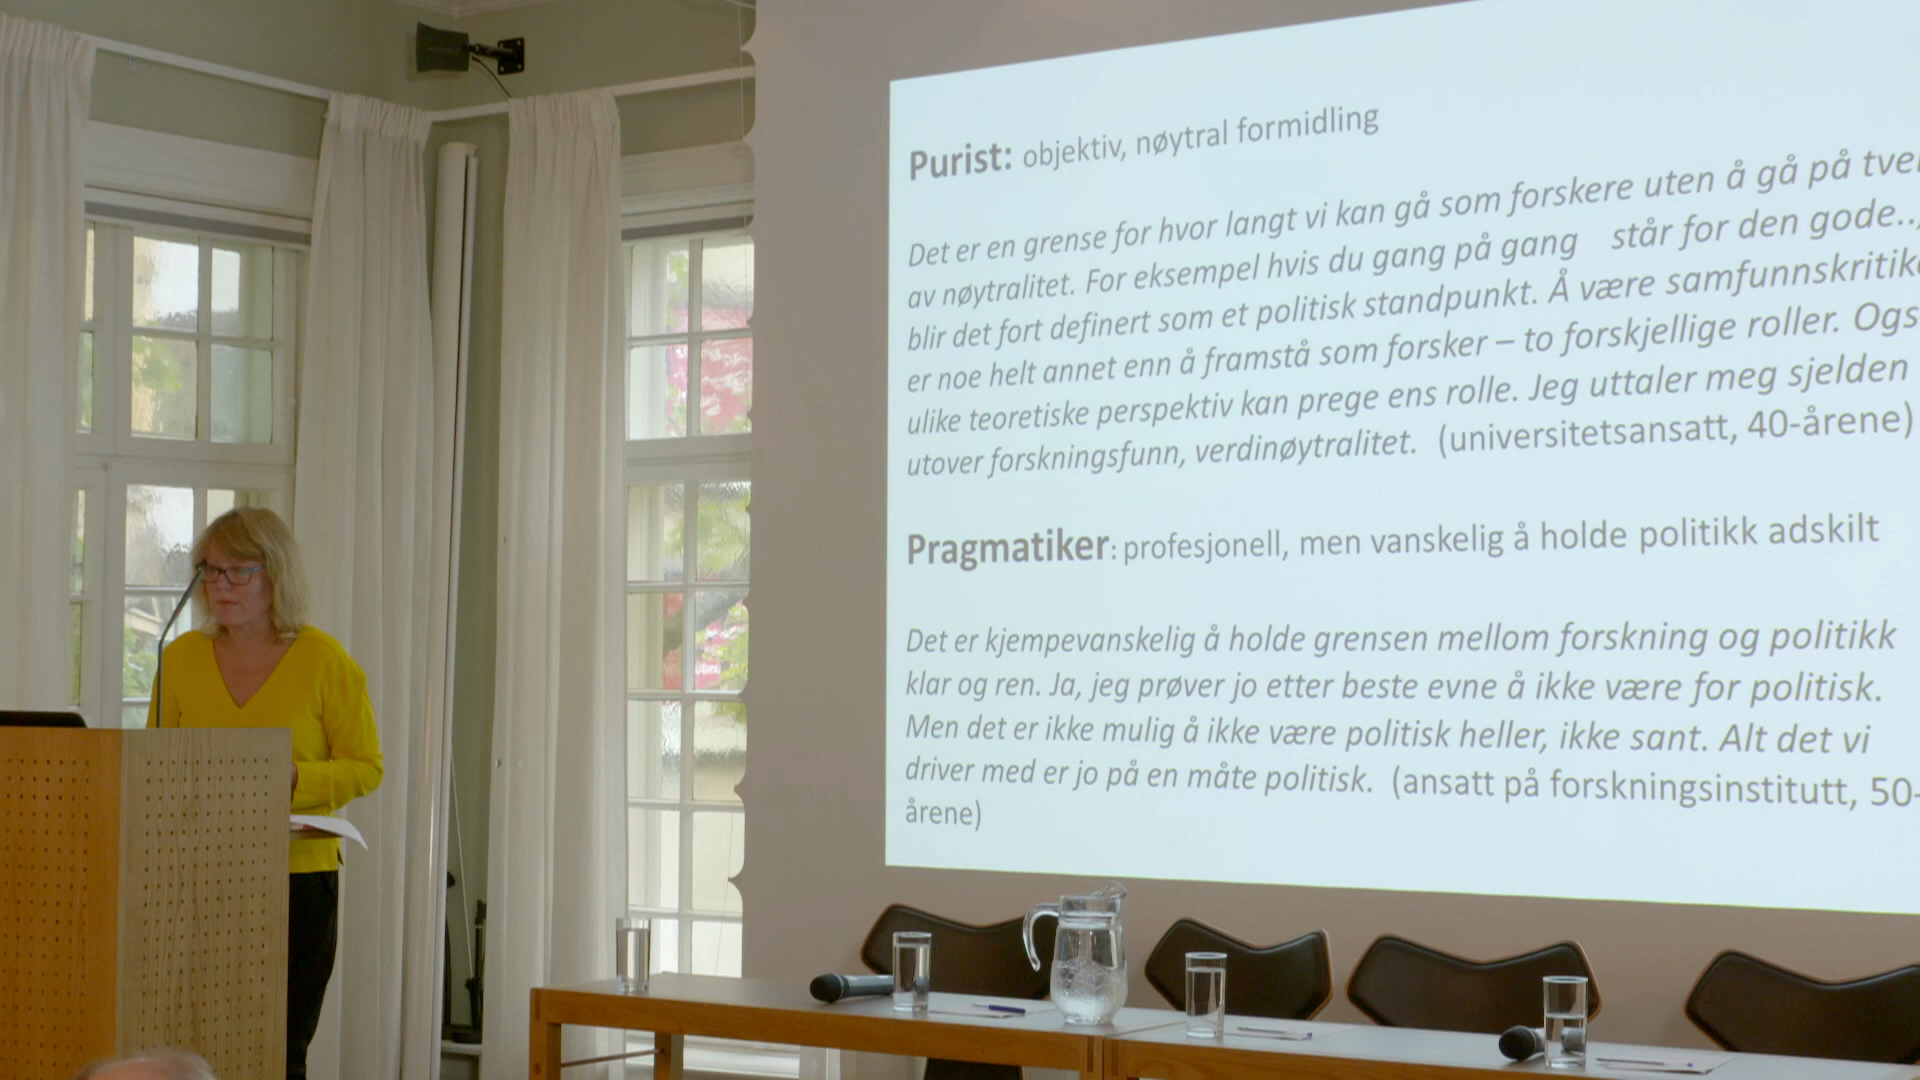 Purist: objektiv, nøytral formidling
Det er en grense for hvor langt vi kan gå som forskere uten å gå på
av nøytralitet. For eksempel hvis du gang på gang står for den gode..,
blir det fort definert som et politisk standpunkt. Å være
er noe helt annet enn å framstå som forsker – to forskjellige roller.
ulike teoretiske perspektiv kan prege ens rolle. Jeg uttaler meg sjelden
utover forskningsfunn, verdinøytralitet. (universitetsansatt, 40-årene)
Pragmatiker: profesjonell, men vanskelig å holde politikk adskilt
Det er kjempevanskelig å holde grensen mellom forskning og politikk
klar og ren. Ja, jeg prøver jo etter beste evne å ikke være for politisk.
Men det er ikke mulig å ikke være politisk heller, ikke sant. Alt det vi
driver med er jo på en måte politisk. (ansatt på forskningsinstitutt, 50-
årene)